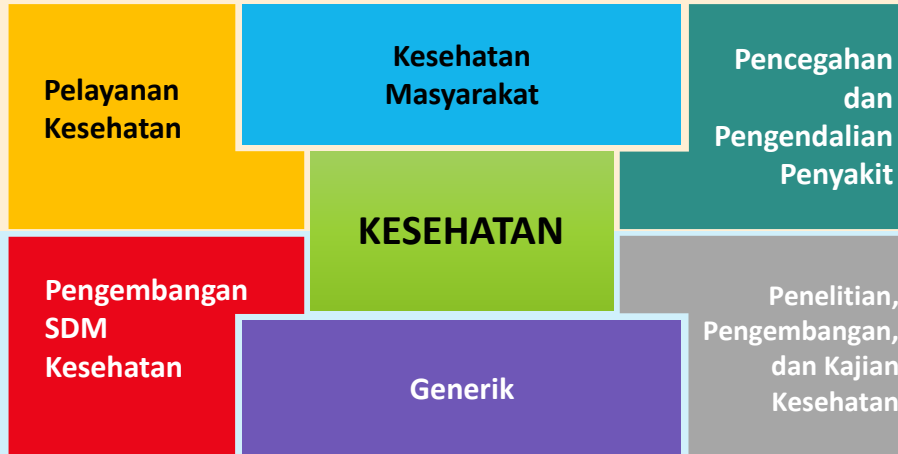 Pelayanan
Kesehatan
Kesehatan
Masyarakat
Pencegahan
dan
Pengendalian
Penyakit
KESEHATAN
Pengembangan
SDM
Kesehatan
Generik
Penelitian,
Pengembangan,
dan Kajian
Kesehatan